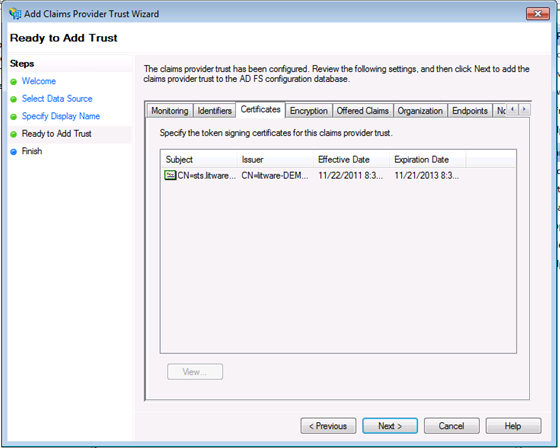 Add Claims Provider Trust Wizard
Ready to Add Trust
Steps
Welcome
Select Data Source
Specify Display Name
Ready to Add Trust
Finish
The claims provider trust has been configured. Review the following settings, and then click Next to add the
claims provider trust to the AD FS configuration database.
Monitoring Identifiers Certificates Encryption Offered Claims Organization Endpoints
Specify the token signing certificates for this claims provider trust.
Subject Issuer Effective Date Expiration Date
CN=sts.litware... CN=litware-DEM... 11/22/2011 8:3... 11/21/2013 8:3...
View...
< Previous Next > Cancel Help